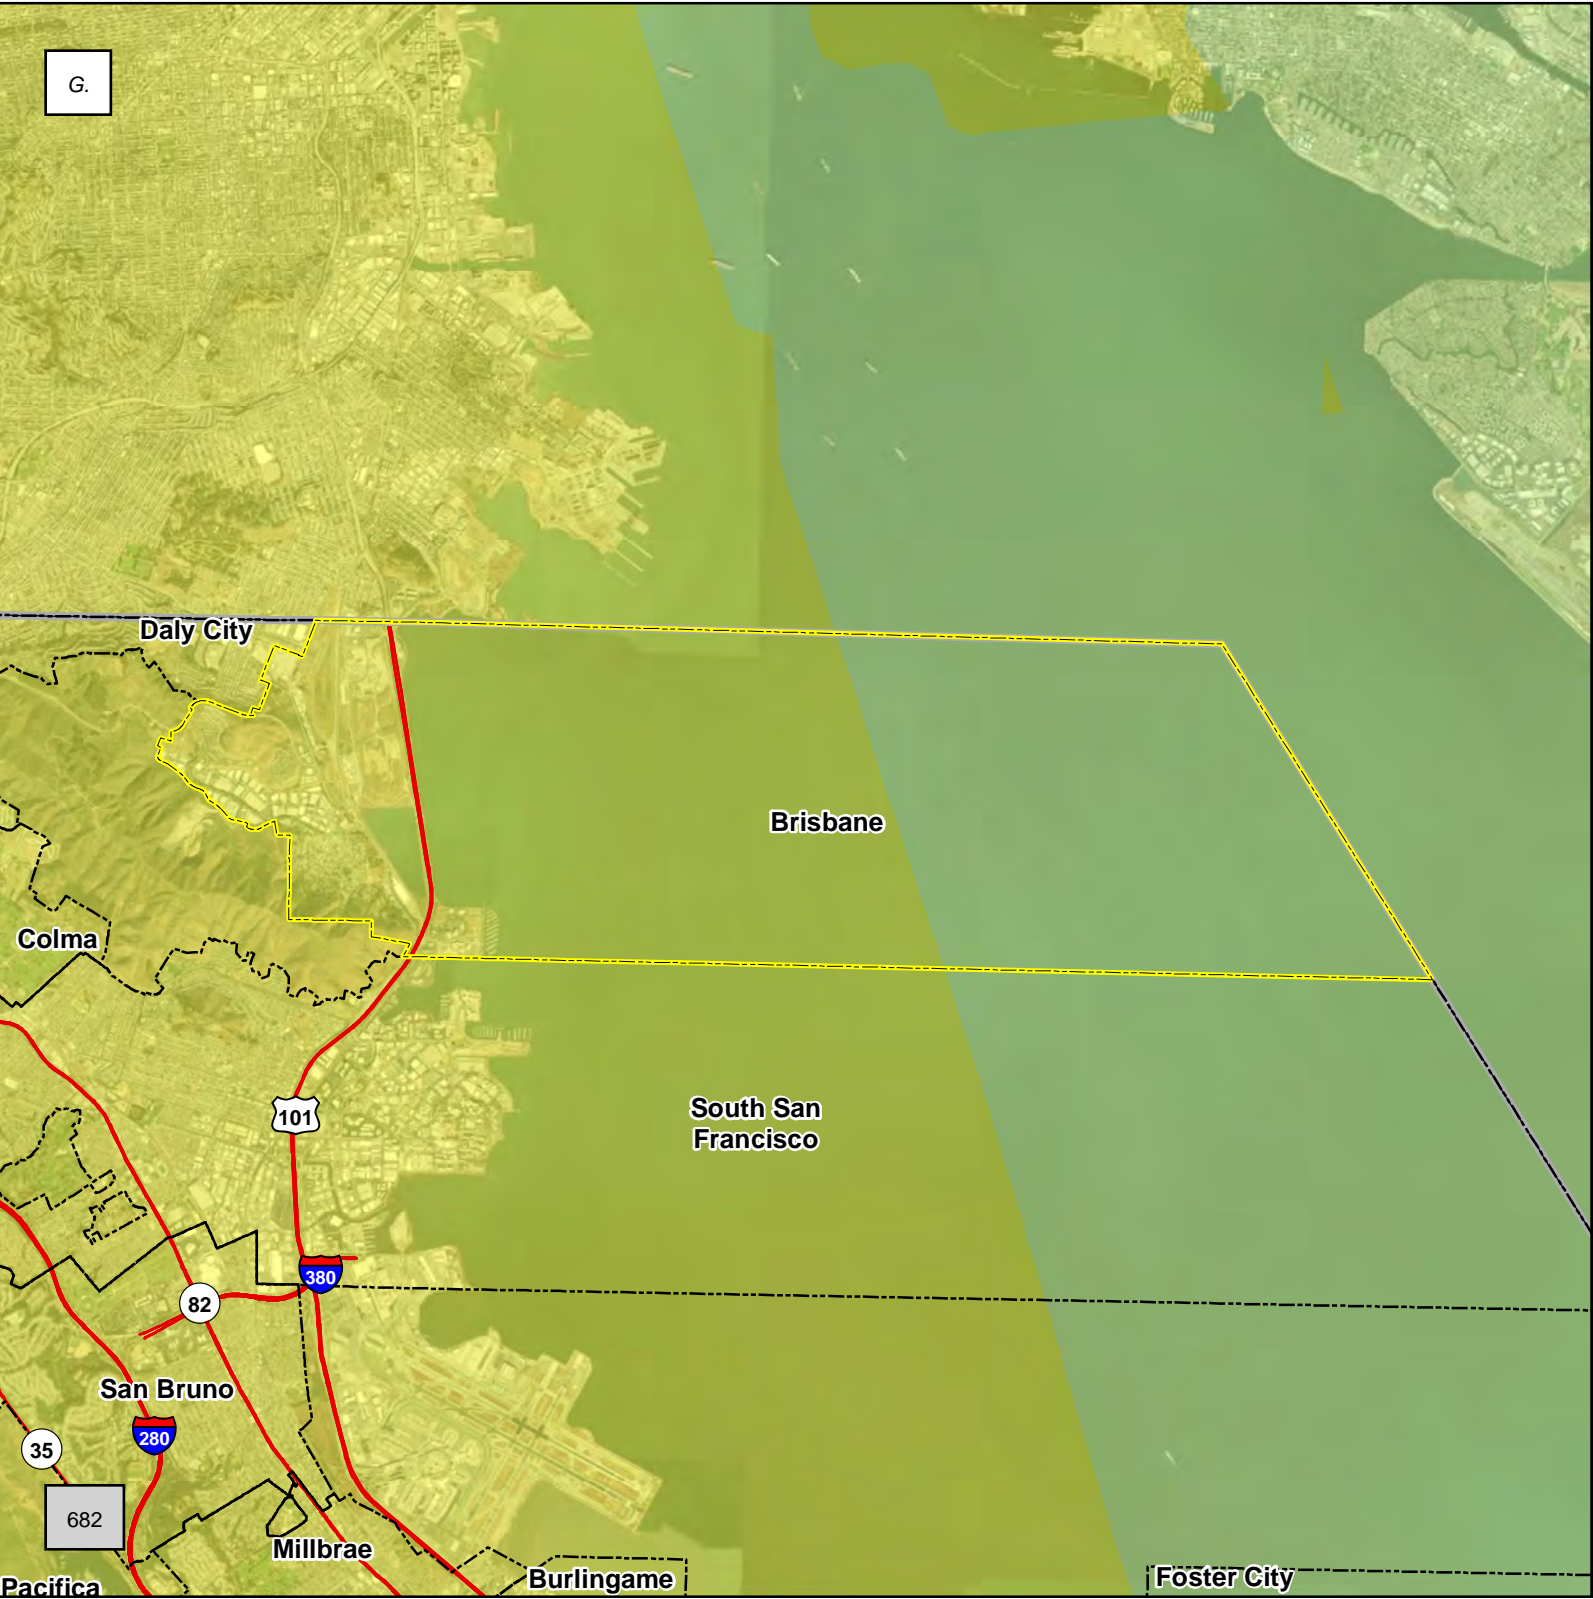 G.
Daly City
Brisbane
Colma
South San
Francisco
101
380
82
San Bruno
280
35
682
Millbrae
Burlingame
Foster City
Pacifica